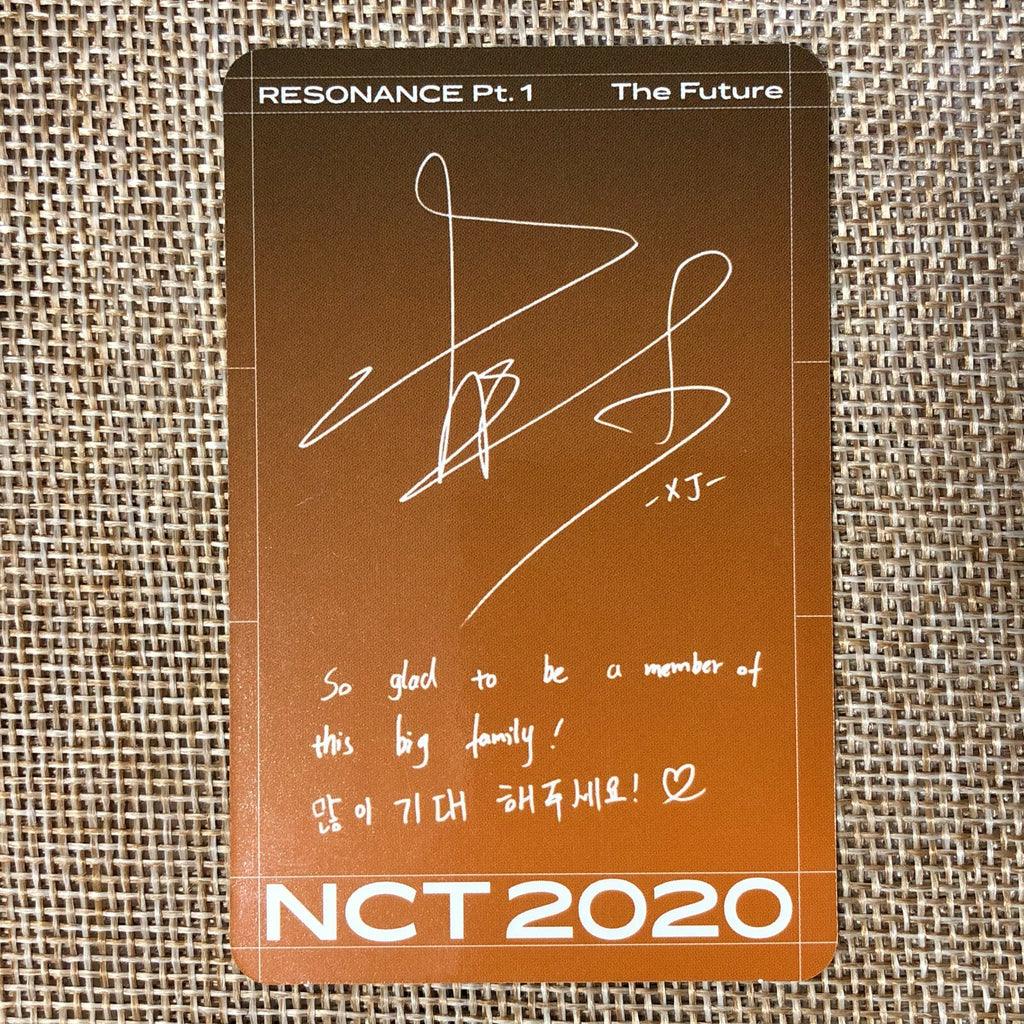 RESONANCE Pt. 1 The Future
-XJ-
So glad to be a member of
this big family!
많이 기대 해주세요! ♡
NCT 2020